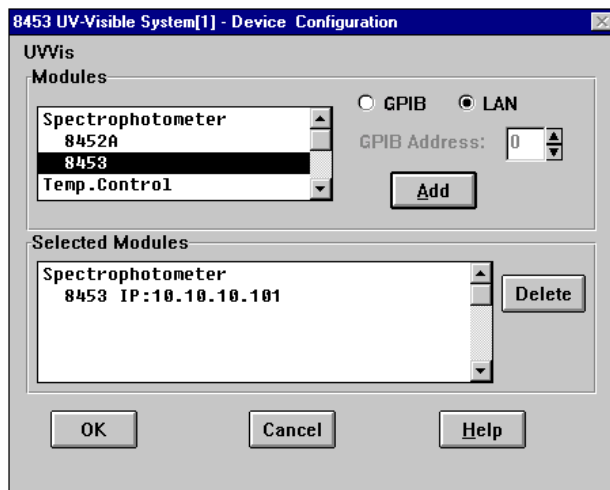 8453 UV-Visible System[1] - Device Configuration
UVVis
Modules
Spectrophotometer
8452A
8453
Temp.Control
GPIB LAN
GPIB Address: 0
Add
Selected Modules
Spectrophotometer
8453 IP:10.10.10.101
Delete
OK Cancel Help